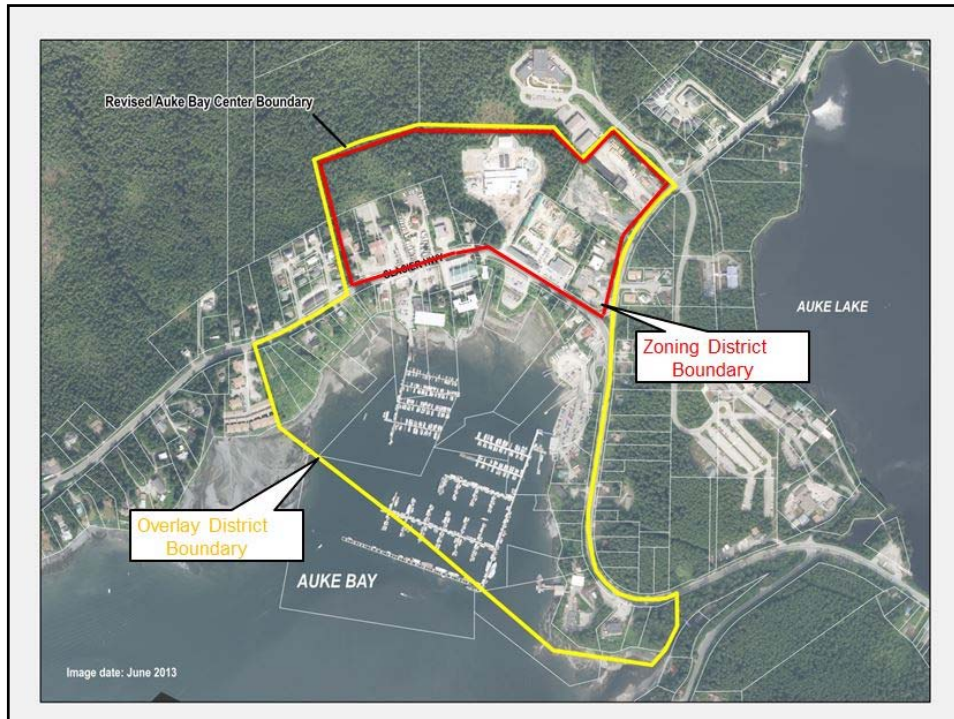 Revised Auke Bay Center Boundary
GLACIER HWY
AUKE LAKE
Zoning District
Boundary
Overlay District
Boundary
AUKE BAY
Image date: June 2013